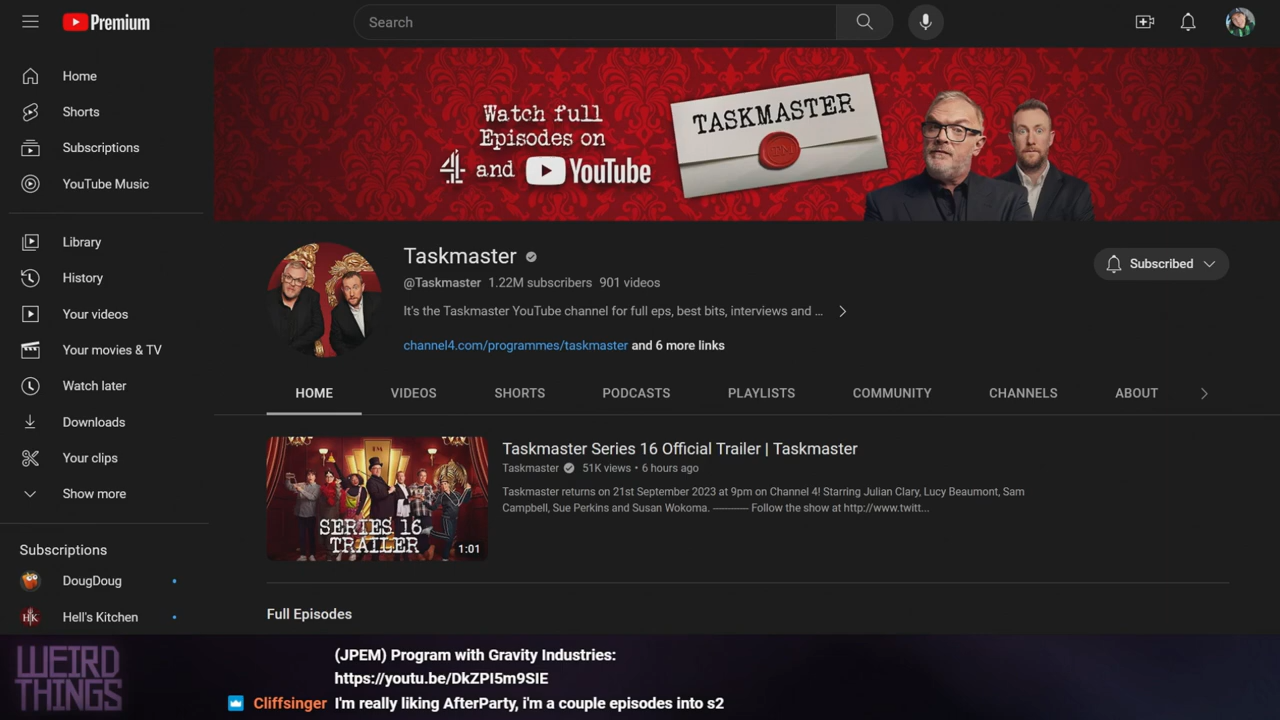 Premium
Search
Home
Shorts
Subscriptions
YouTube Music
Library
History
Your videos
Your movies & TV
Watch later
Downloads
Your clips
Show more
Subscriptions
DougDoug
Hell's Kitchen
Watch full
Episodes on
4 and YouTube
TASKMASTER
Taskmaster
@Taskmaster 1.22M subscribers 901 videos
It's the Taskmaster YouTube channel for full eps, best bits, interviews and ...
channel4.com/programmes/taskmaster and 6 more links
Subscribed
HOME VIDEOS SHORTS PODCASTS PLAYLISTS COMMUNITY CHANNELS ABOUT
SERIES 16
TRAILER
1:01
Taskmaster Series 16 Official Trailer | Taskmaster
Taskmaster 51K views • 6 hours ago
Taskmaster returns on 21st September 2023 at 9pm on Channel 4! Starring Julian Clary, Lucy Beaumont, Sam
Campbell, Sue Perkins and Susan Wokoma. ———— Follow the show at http://www.twitt...
Full Episodes
WEIRD
THINGS
(JPEM) Program with Gravity Industries:
https://youtu.be/DkZPI5m9SIE
Cliffsinger I'm really liking AfterParty, i'm a couple episodes into s2